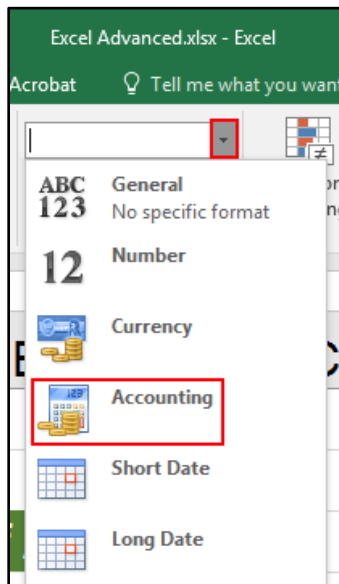 Excel Advanced.xlsx - Excel
Acrobat Tell me what you want
ABC
123
General
No specific format
12
Number
Currency
123
Accounting
Short Date
Long Date